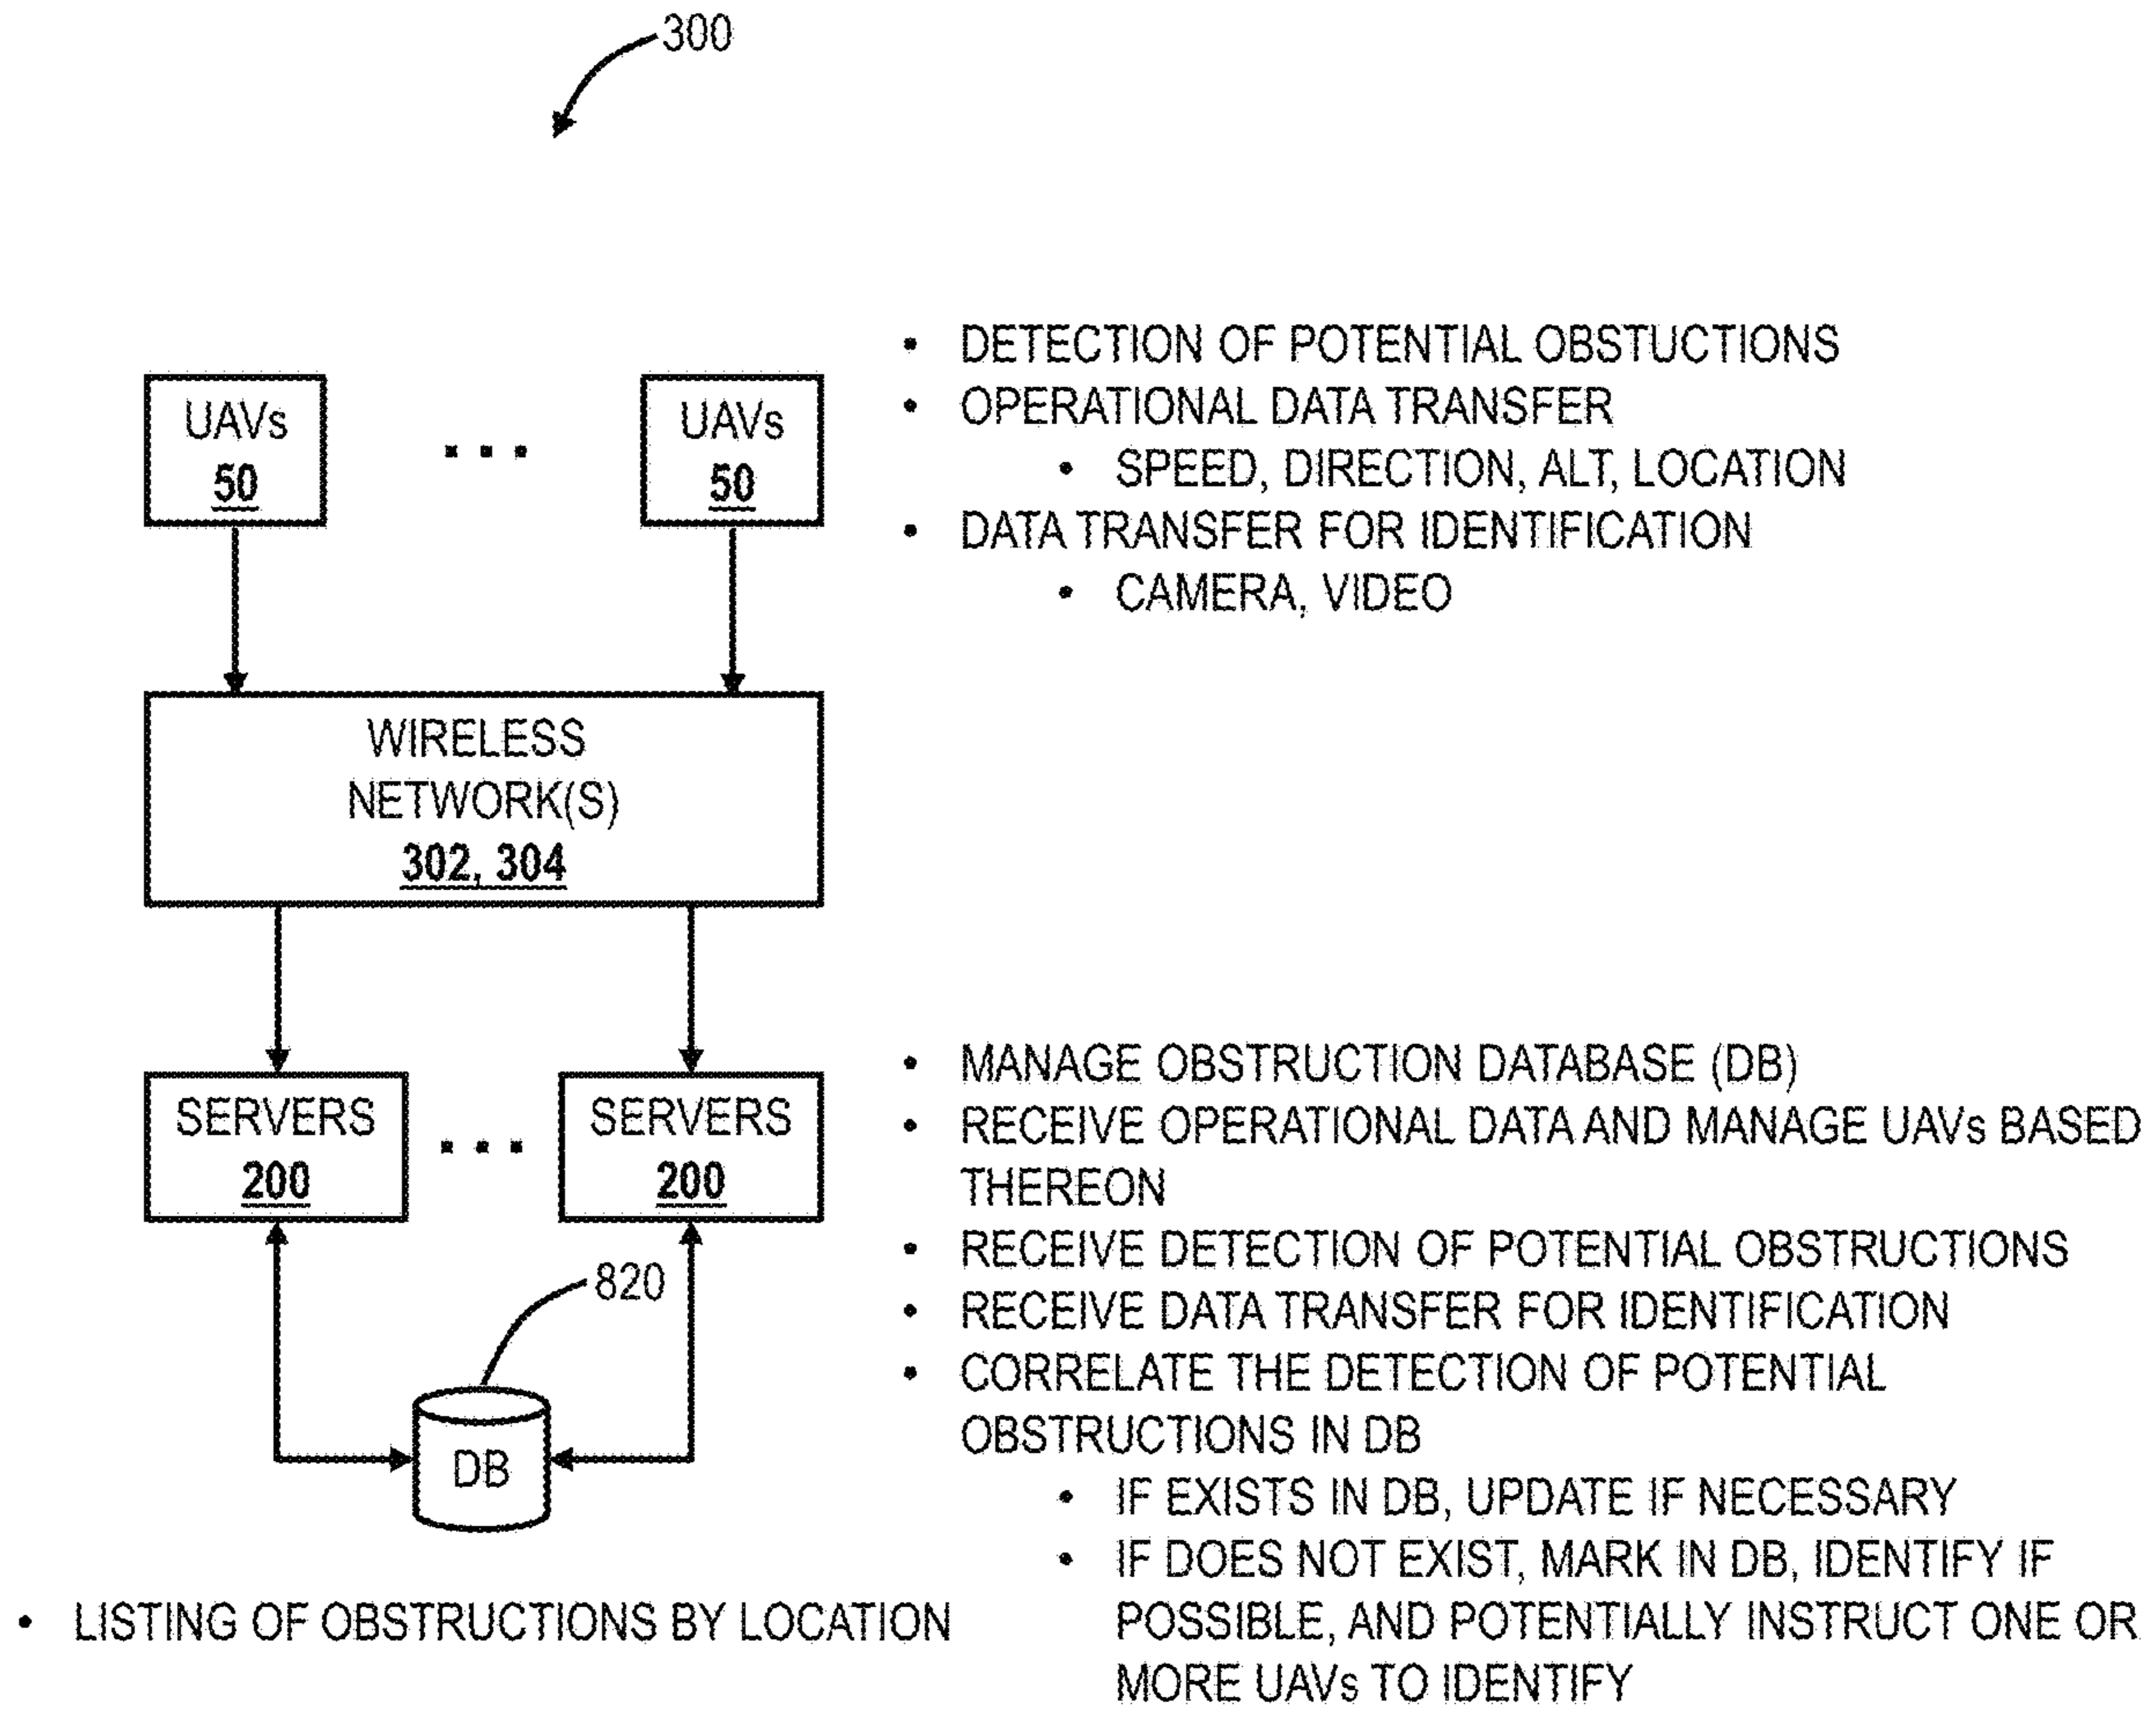 300
UAVs
50
. . .
UAVs
50
• DETECTION OF POTENTIAL OBSTUCTIONS
• OPERATIONAL DATA TRANSFER
• SPEED, DIRECTION, ALT, LOCATION
• DATA TRANSFER FOR IDENTIFICATION
• CAMERA, VIDEO
WIRELESS
NETWORK(S)
302, 304
SERVERS
200
. . .
SERVERS
200
820
DB
• LISTING OF OBSTRUCTIONS BY LOCATION
• MANAGE OBSTRUCTION DATABASE (DB)
• RECEIVE OPERATIONAL DATA AND MANAGE UAVs BASED
THEREON
• RECEIVE DETECTION OF POTENTIAL OBSTRUCTIONS
• RECEIVE DATA TRANSFER FOR IDENTIFICATION
• CORRELATE THE DETECTION OF POTENTIAL
OBSTRUCTIONS IN DB
• IF EXISTS IN DB, UPDATE IF NECESSARY
• IF DOES NOT EXIST, MARK IN DB, IDENTIFY IF
POSSIBLE, AND POTENTIALLY INSTRUCT ONE OR
MORE UAVs TO IDENTIFY